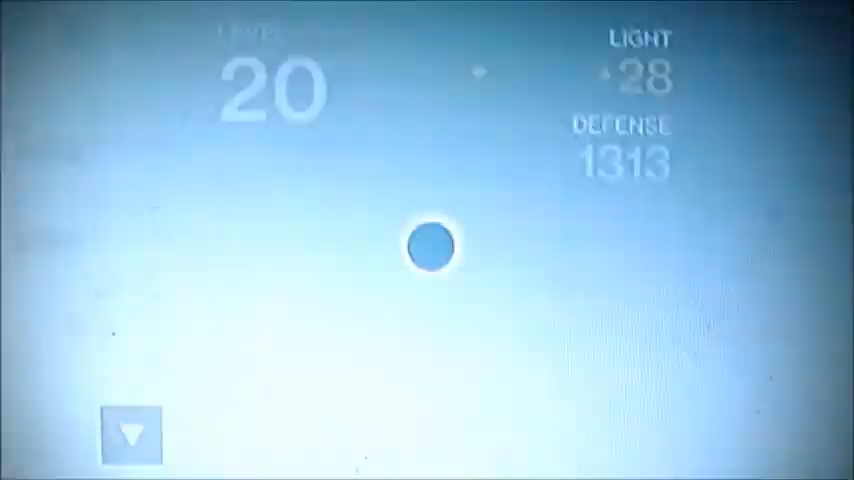 LEVEL
20
LIGHT
28
DEFENSE
1313